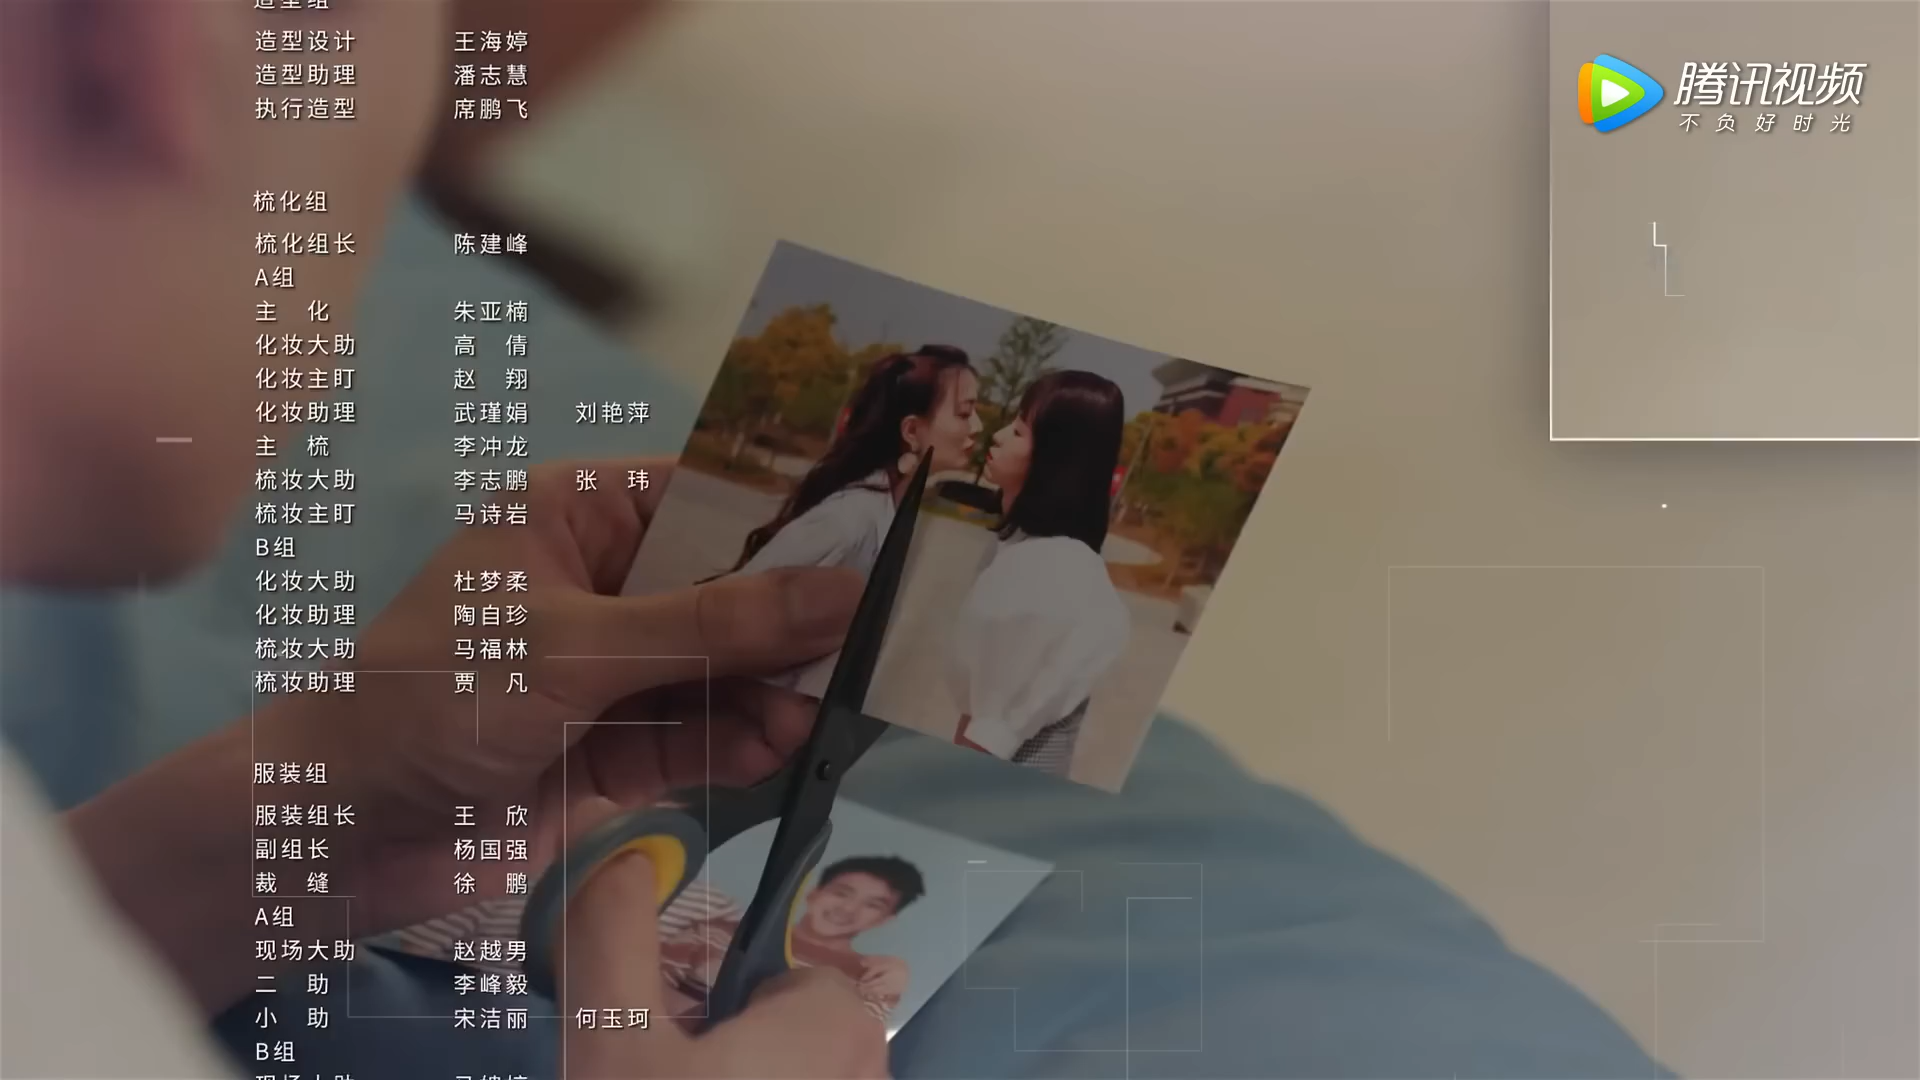 造型组
造型设计 王海婷
造型助理 潘志慧
执行造型 席鹏飞
腾讯视频
不负好时光
梳化组
梳化组长 陈建峰
A组
主 化 朱亚楠
化妆大助 高 倩
化妆主盯 赵 翔
化妆助理 武瑾娟 刘艳萍
主 梳 李冲龙
梳妆大助 李志鹏 张 玮
梳妆主盯 马诗岩
B组
化妆大助 杜梦柔
化妆助理 陶自珍
梳妆大助 马福林
梳妆助理 贾 凡
服装组
服装组长 王 欣
副组长 杨国强
裁 缝 徐 鹏
A组
现场大助 赵越男
二 助 李峰毅
小 助 宋洁丽 何玉珂
B组
现场大助